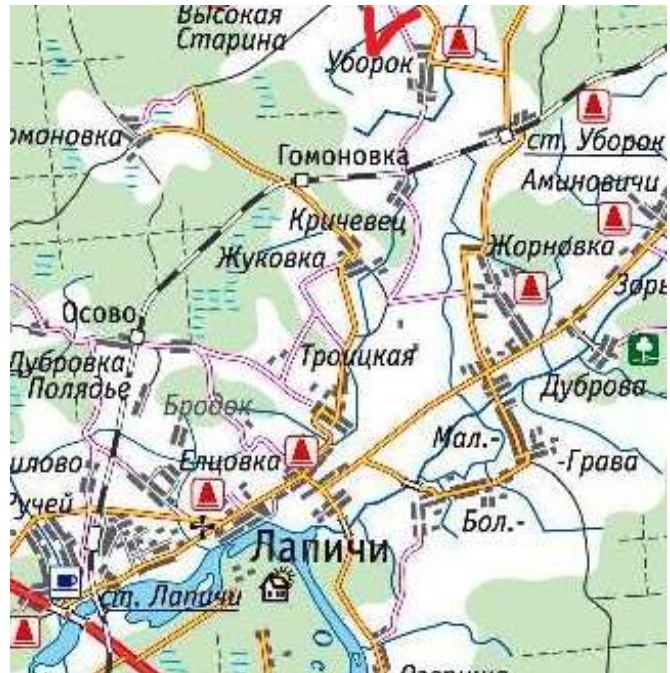 Высокая
Старина
Уборок
омоновка
Гомоновка
ст. Уборок
Аминовичи
Кричевец
Жуковка
Жорновка
Зорь
Осово
Дубровка
Полядье
Троицкая
Дуброва
Бродок
Мал.-
илово
Елцовка
-Грава
Ручей
Бол.-
Лапичи
ст. Лапичи
О с